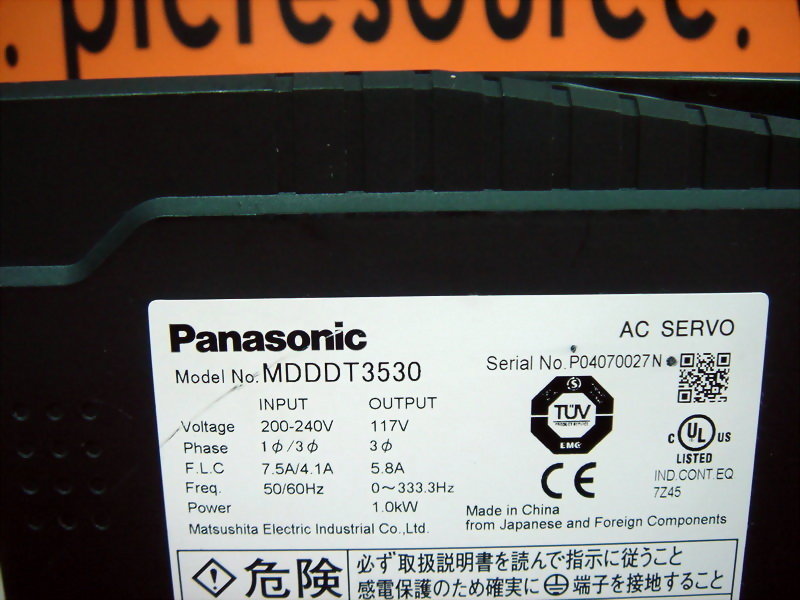 . picresource. .
Panasonic
AC SERVO
Model No. MDDDT3530
Serial No. P04070027N
INPUT OUTPUT
Voltage 200-240V 117V
Phase 1φ/3φ 3φ
F.L.C 7.5A/4.1A 5.8A
Freq. 50/60Hz 0~333.3Hz
Power 1.0kW
Matsushita Electric Industrial Co.,Ltd.
TÜV
EMC
C UL US
LISTED
IND.CONT.EQ
7Z45
CE
Made in China
from Japanese and Foreign Components
危険
必ず取扱説明書を読んで指示に従うこと
感電保護のため確実に端子を接地すること